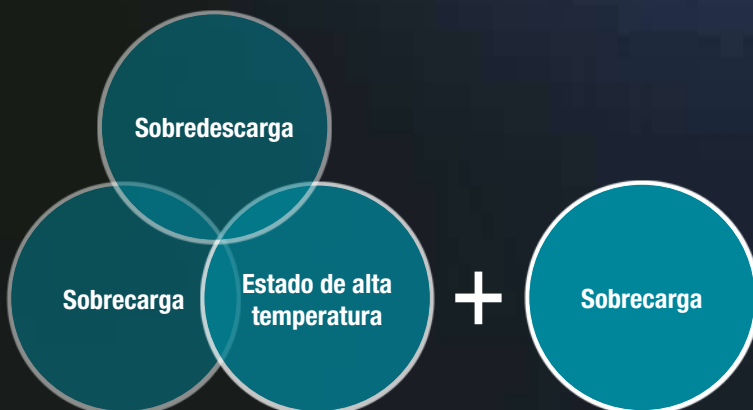 Sobredescarga
Sobrecarga
Estado de alta
temperatura
+
Sobrecarga